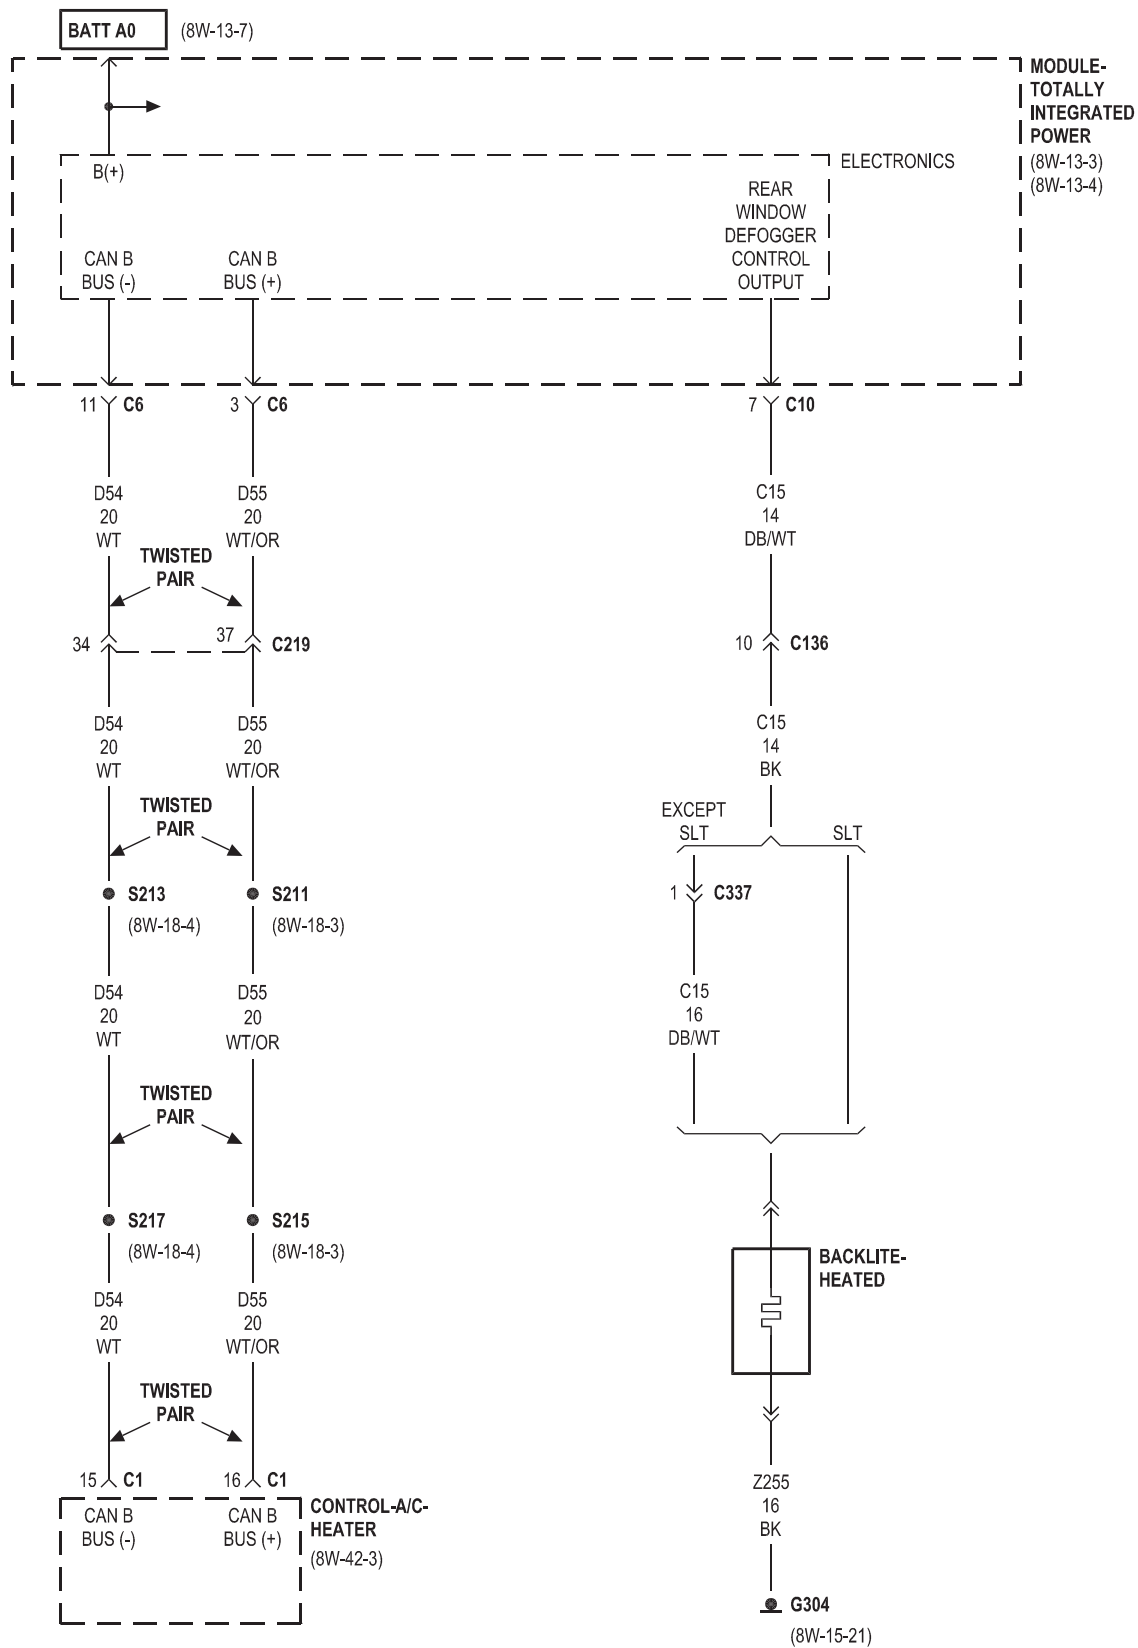 BATT A0 (8W-13-7)
MODULE-
TOTALLY
INTEGRATED
POWER
(8W-13-3)
(8W-13-4)
B(+)
ELECTRONICS
REAR
WINDOW
DEFOGGER
CONTROL
OUTPUT
CAN B
BUS (-)
CAN B
BUS (+)
11 C6
3 C6
7 C10
D54
20
WT
D55
20
WT/OR
C15
14
DB/WT
TWISTED
PAIR
34
37 C219
10 C136
D54
20
WT
D55
20
WT/OR
C15
14
BK
TWISTED
PAIR
EXCEPT
SLT
SLT
S213
(8W-18-4)
S211
(8W-18-3)
1 C337
D54
20
WT
D55
20
WT/OR
C15
16
DB/WT
TWISTED
PAIR
S217
(8W-18-4)
S215
(8W-18-3)
BACKLITE-
HEATED
D54
20
WT
D55
20
WT/OR
TWISTED
PAIR
15 C1
16 C1
Z255
16
BK
CAN B
BUS (-)
CAN B
BUS (+)
CONTROL-A/C-
HEATER
(8W-42-3)
G304
(8W-15-21)